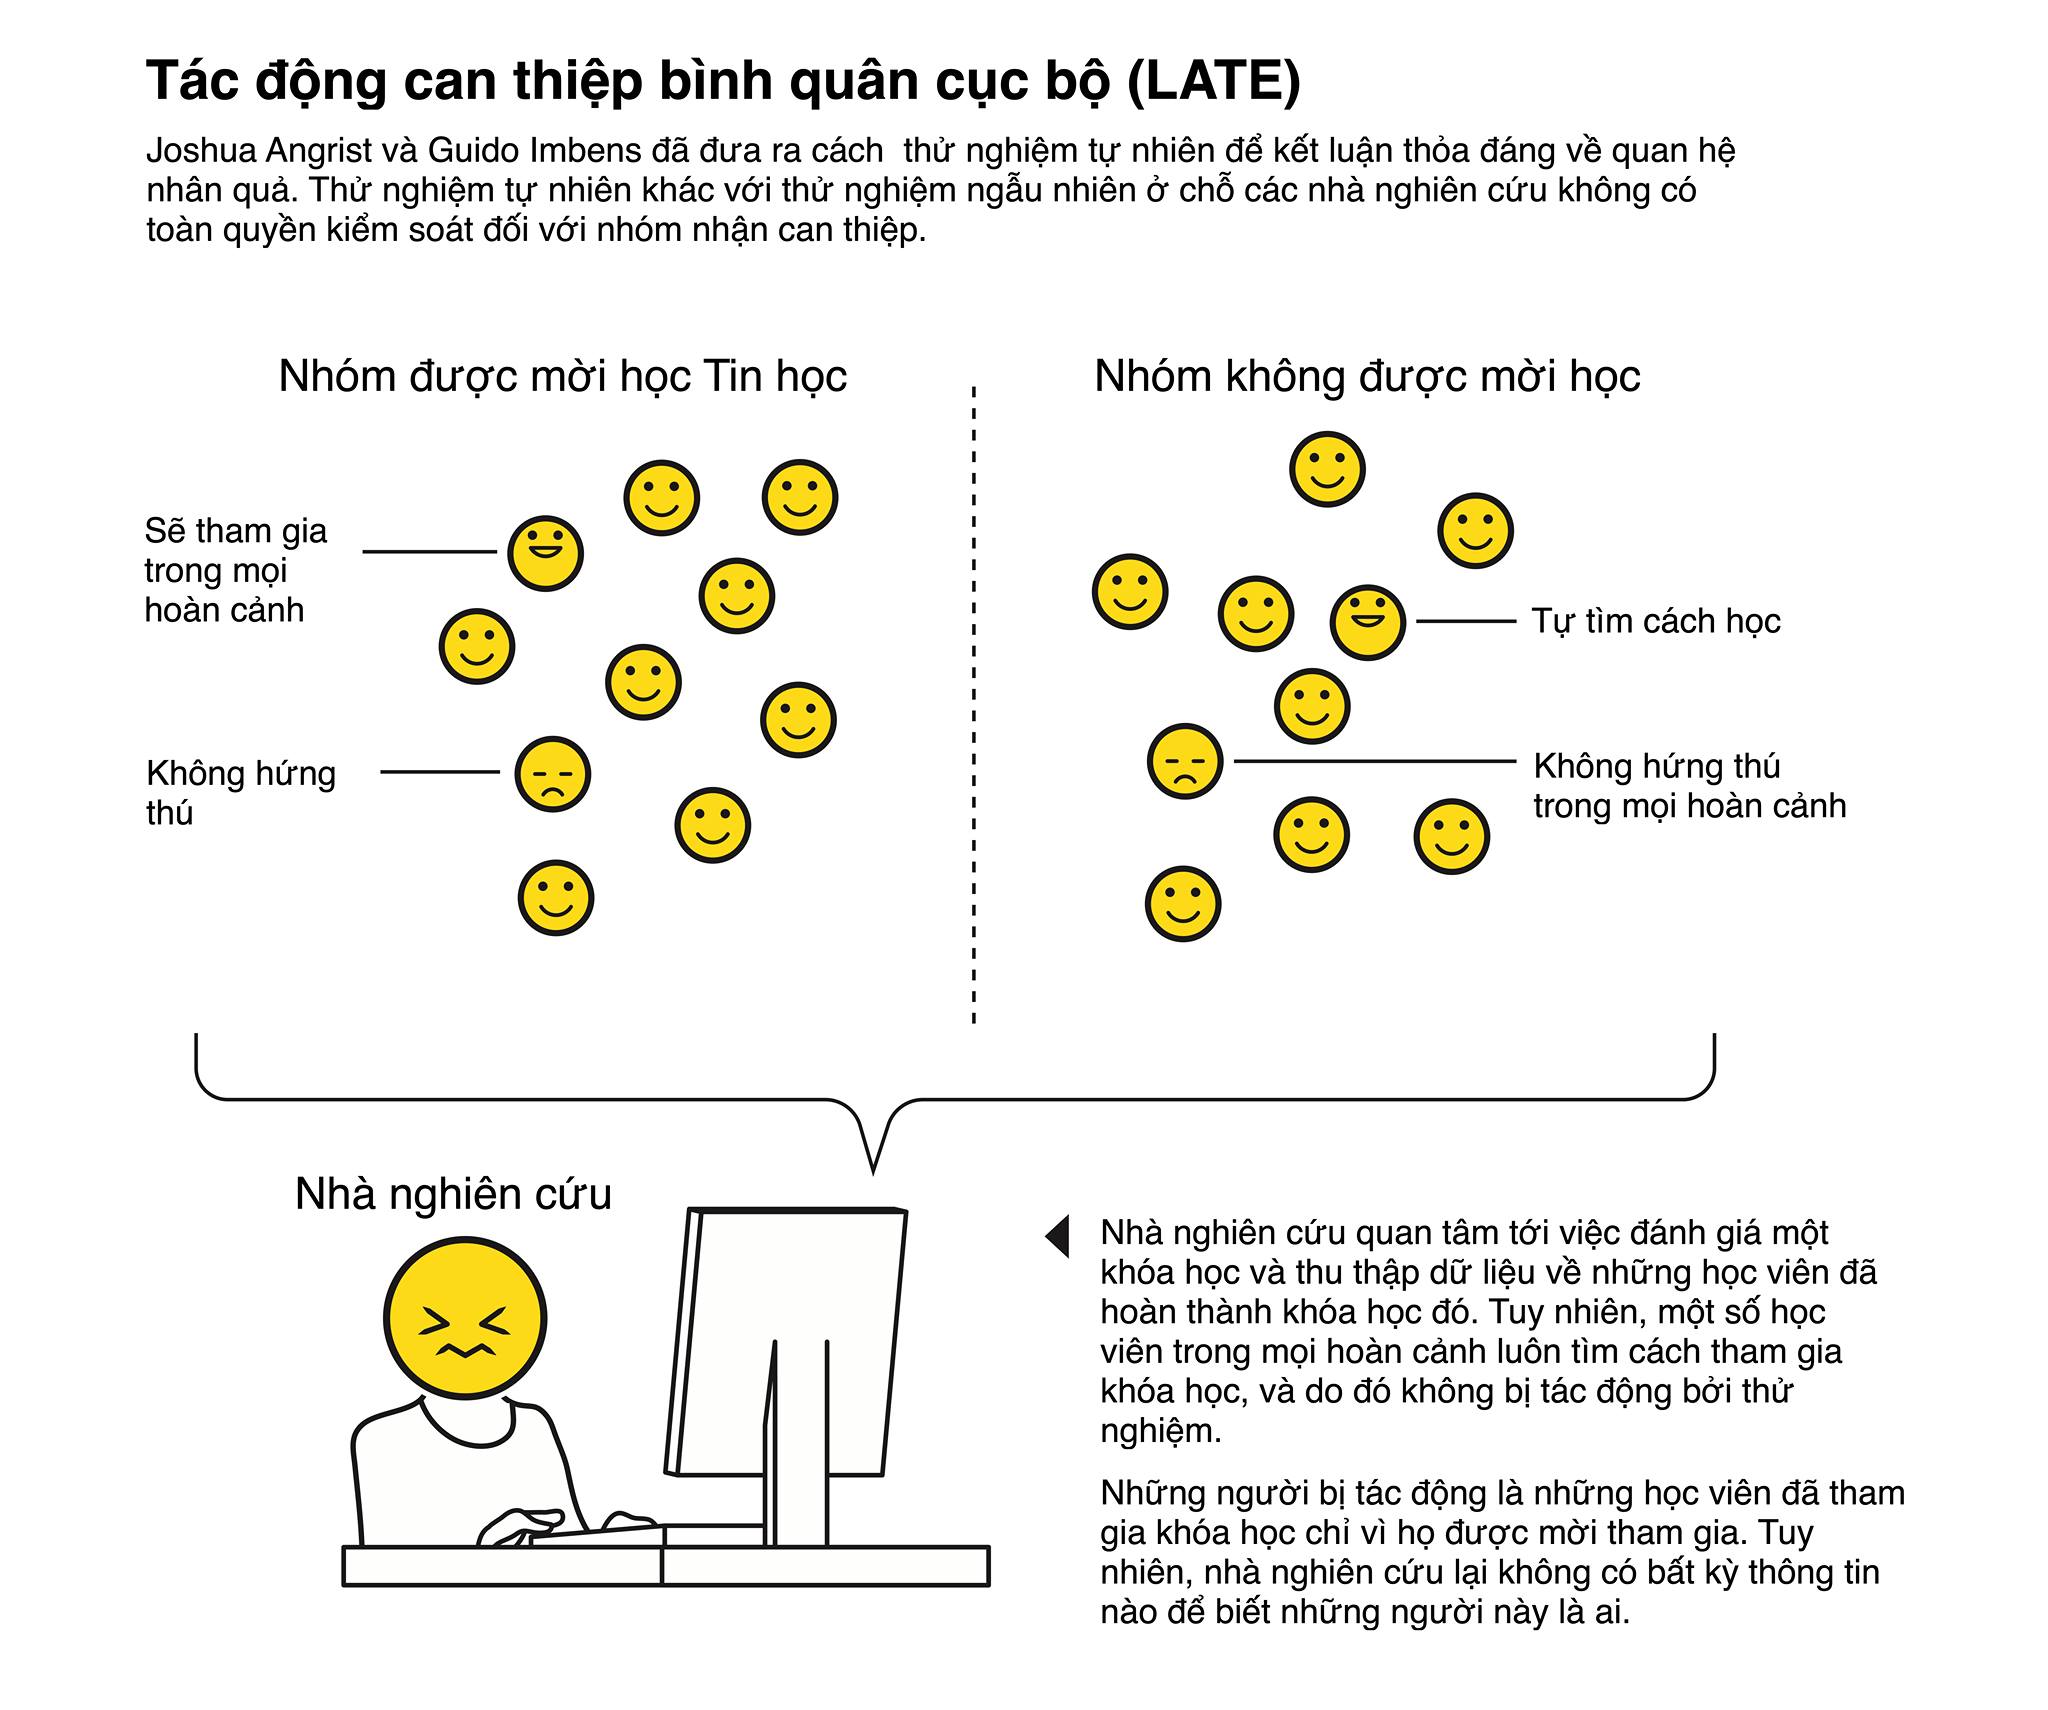 Tác động can thiệp bình quân cục bộ (LATE)
Joshua Angrist và Guido Imbens đã đưa ra cách  thử nghiệm tự nhiên để kết luận thỏa đáng về quan hệ
nhân quả. Thử nghiệm tự nhiên khác với thử nghiệm ngẫu nhiên ở chỗ các nhà nghiên cứu không có
toàn quyền kiểm soát đối với nhóm nhận can thiệp.
Nhóm được mời học Tin học
Nhóm không được mời học
Sẽ tham gia
trong mọi
hoàn cảnh
Tự tìm cách học
Không hứng
thú
Không hứng thú
trong mọi hoàn cảnh
Nhà nghiên cứu
Nhà nghiên cứu quan tâm tới việc đánh giá một
khóa học và thu thập dữ liệu về những học viên đã
hoàn thành khóa học đó. Tuy nhiên, một số học
viên trong mọi hoàn cảnh luôn tìm cách tham gia
khóa học, và do đó không bị tác động bởi thử
nghiệm.
Những người bị tác động là những học viên đã tham
gia khóa học chỉ vì họ được mời tham gia. Tuy
nhiên, nhà nghiên cứu lại không có bất kỳ thông tin
nào để biết những người này là ai.